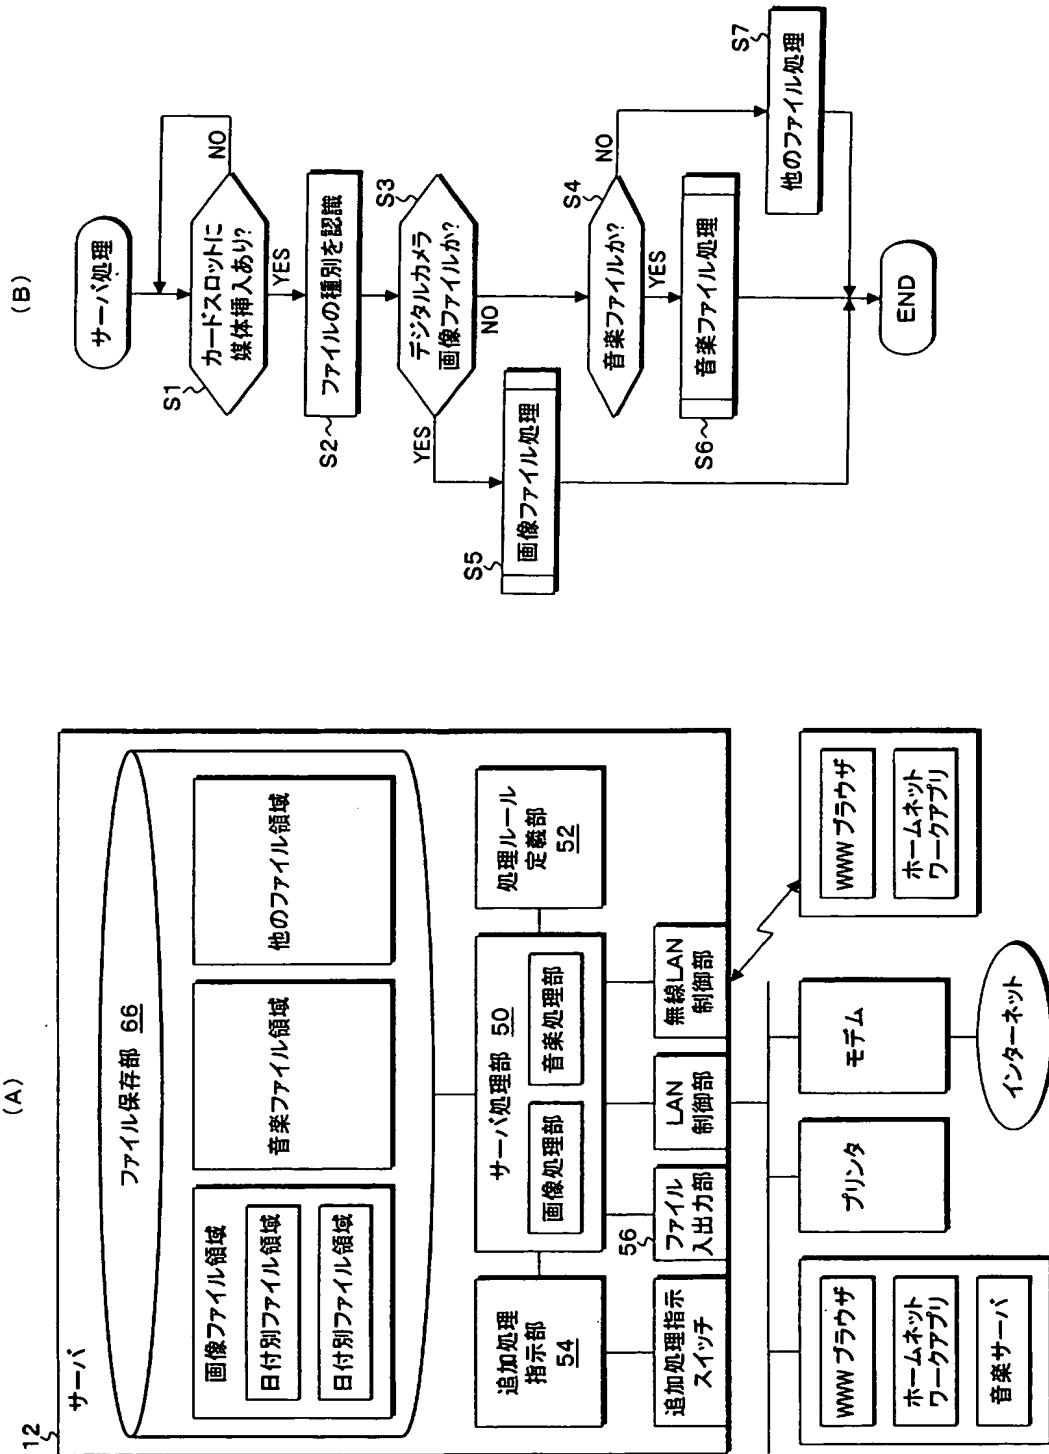 (A)
12
サーバ
ファイル保存部 66
画像ファイル領域
日付別ファイル領域
日付別ファイル領域
音楽ファイル領域
他のファイル領域
追加処理
指示部
54
サーバ処理部 50
画像処理部
音楽処理部
処理ルール
定義部
52
追加処理指示
スイッチ
56
ファイル
入出力部
LAN
制御部
無線LAN
制御部
WWW ブラウザ
ホームネット
ワークアプリ
音楽サーバ
プリンタ
モデム
インターネット
WWW ブラウザ
ホームネット
ワークアプリ
(B)
サーバ処理
S1
カードスロットに
媒体挿入あり?
NO
YES
S2
ファイルの種別を認識
S3
デジタルカメラ
画像ファイルか?
YES
NO
S5
画像ファイル処理
S4
音楽ファイルか?
NO
YES
S6
音楽ファイル処理
S7
他のファイル処理
END